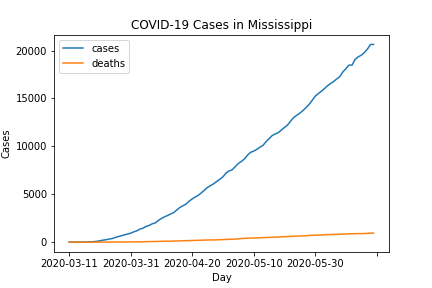 COVID-19 Cases in Mississippi
cases
deaths
20000
15000
10000
5000
0
Cases
2020-03-11 2020-03-31 2020-04-20 2020-05-10 2020-05-30
Day